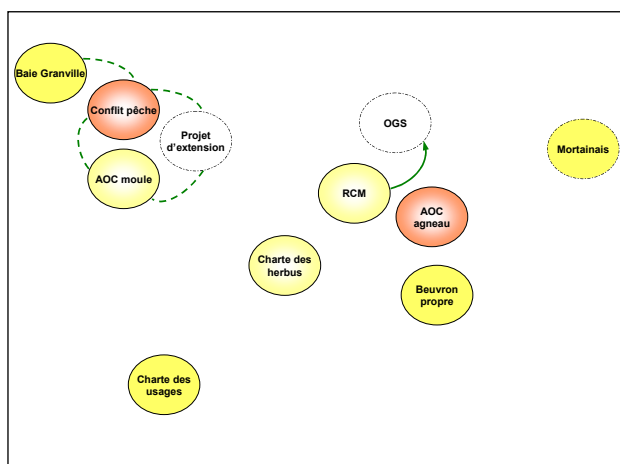 Baie Granville
Conflit pêche
Projet
d'extension
AOC moule
OGS
Mortainais
RCM
AOC
agneau
Charte des
herbus
Beuvron
propre
Charte des
usages